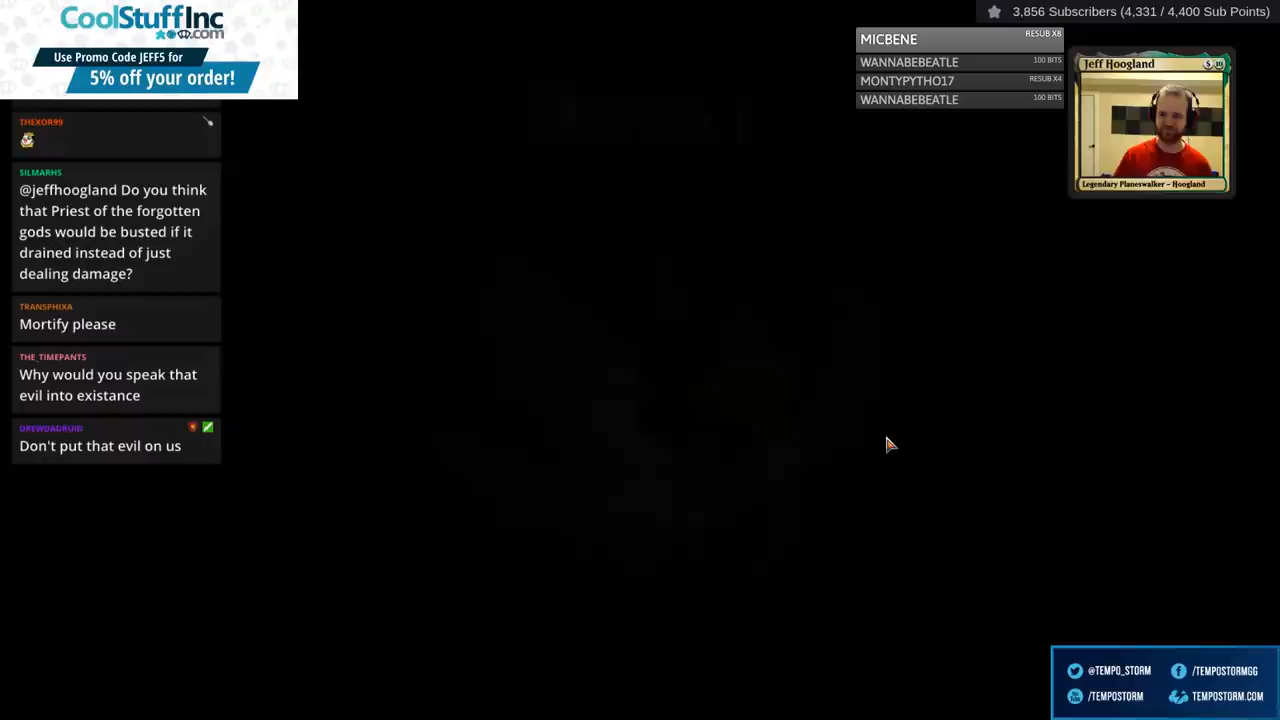 CoolStuffInc
.com
Use Promo Code JEFF5 for
5% off your order!
3,856 Subscribers (4,331 / 4,400 Sub Points)
MICBENE RESUB X8
WANNABEBEATLE 100 BITS
MONTYPYTHO17 RESUB X4
WANNABEBEATLE 100 BITS
Jeff Hoogland 5 10
Legendary Planeswalker – Hoogland
THEXOR99
SILMARHS
@jeffhoogland Do you think
that Priest of the forgotten
gods would be busted if it
drained instead of just
dealing damage?
TRANSPHIXA
Mortify please
THE_TIMEPANTS
Why would you speak that
evil into existance
DREWDADRUID
Don't put that evil on us
@TEMPO_STORM /TEMPOSTORMGG
/TEMPOSTORM TEMPOSTORM.COM